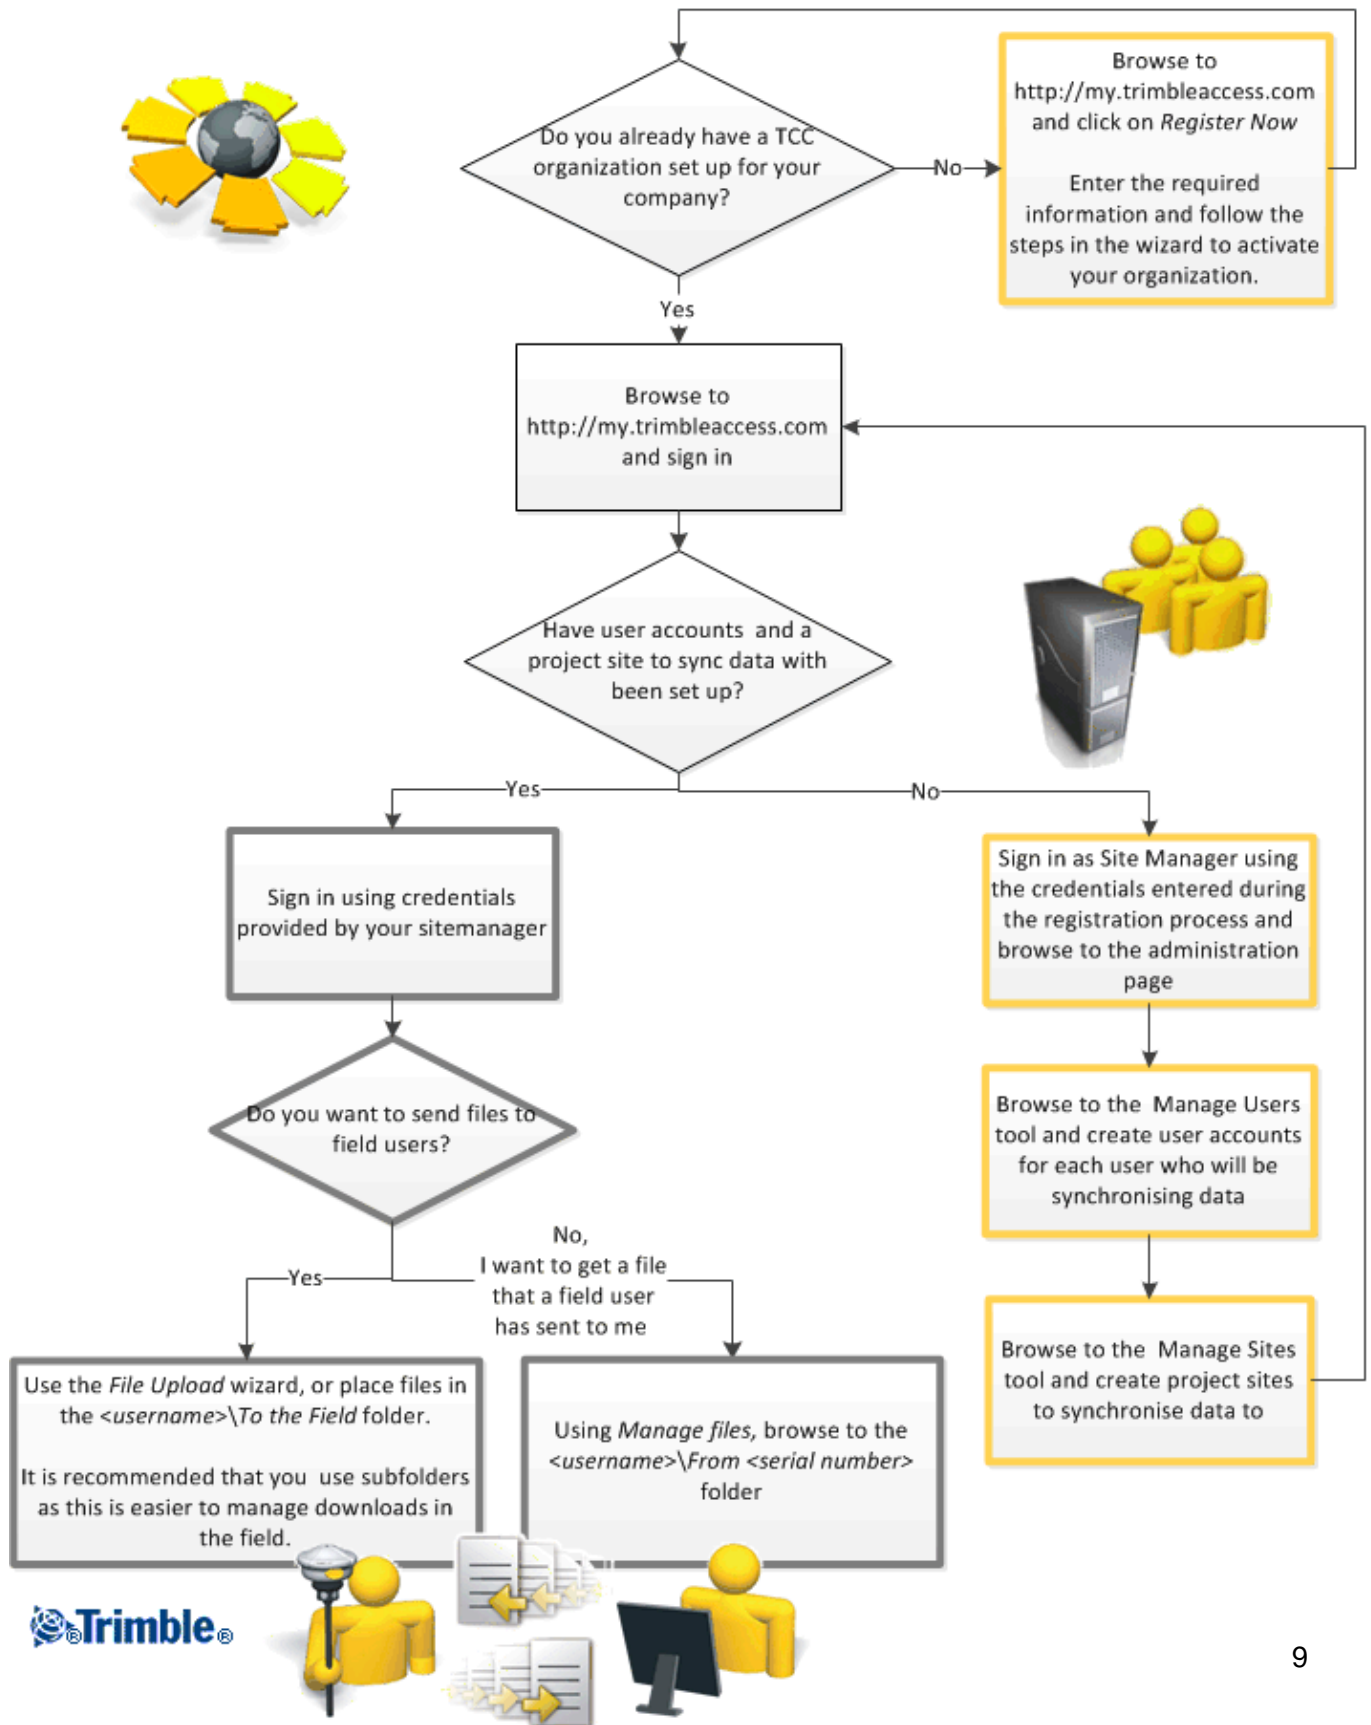 Do you already have a TCC
organization set up for your
company?
No
Browse to
http://my.trimbleaccess.com
and click on Register Now
Enter the required
information and follow the
steps in the wizard to activate
your organization.
Yes
Browse to
http://my.trimbleaccess.com
and sign in
Have user accounts and a
project site to sync data with
been set up?
Yes
No
Sign in using credentials
provided by your sitemanager
Sign in as Site Manager using
the credentials entered during
the registration process and
browse to the administration
page
Do you want to send files to
field users?
Browse to the Manage Users
tool and create user accounts
for each user who will be
synchronising data
Yes
No,
I want to get a file
that a field user
has sent to me
Browse to the Manage Sites
tool and create project sites
to synchronise data to
Use the File Upload wizard, or place files in
the <username>\To the Field folder.
It is recommended that you use subfolders
as this is easier to manage downloads in
the field.
Using Manage files, browse to the
<username>\From <serial number>
folder
®Trimble®
9